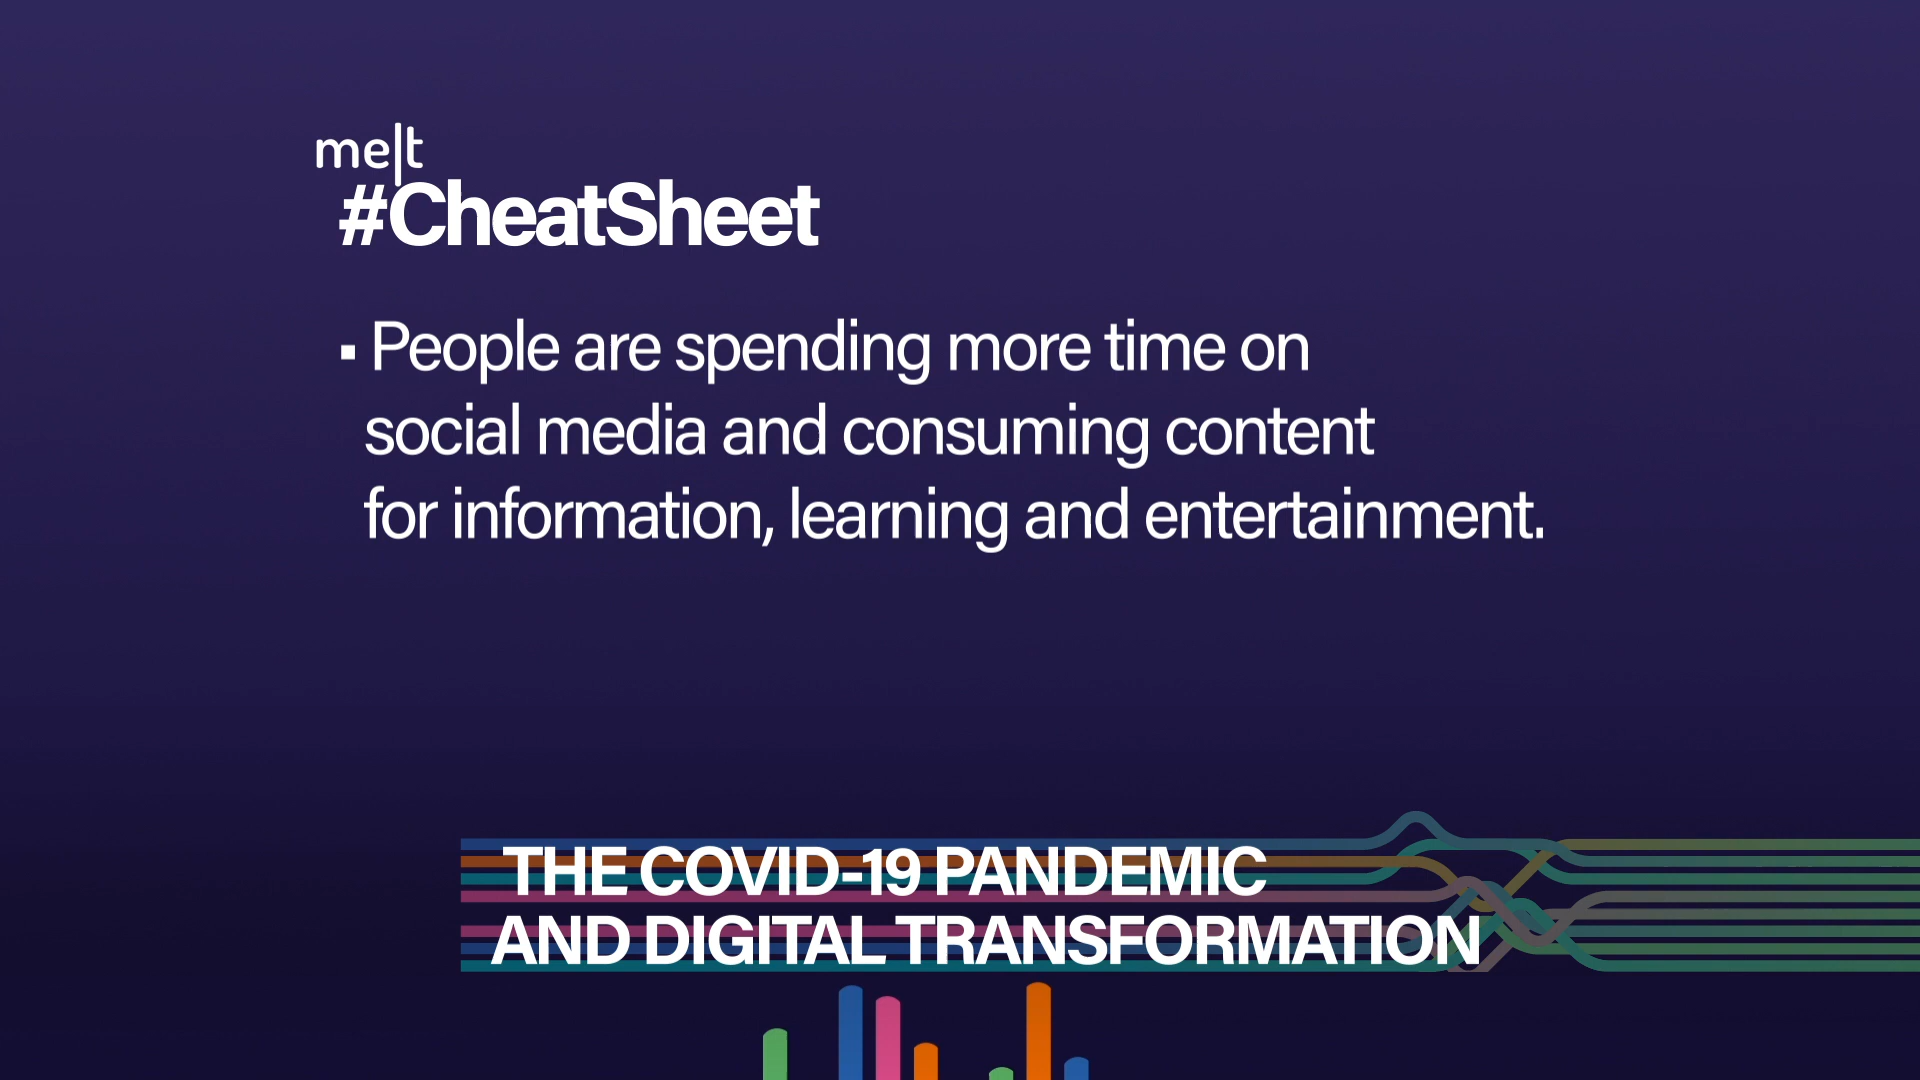 melt
#CheatSheet
▪ People are spending more time on
social media and consuming content
for information, learning and entertainment.
THE COVID-19 PANDEMIC
AND DIGITAL TRANSFORMATION